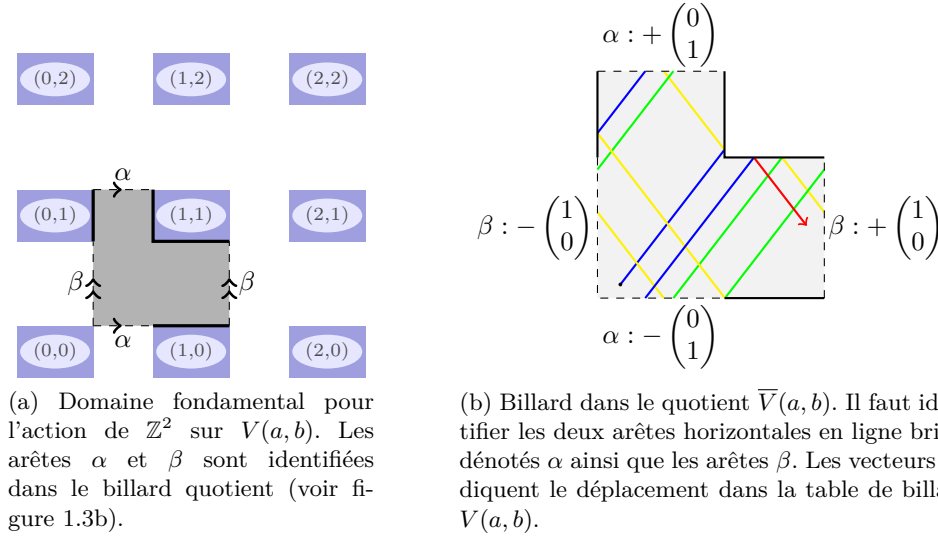 (0,2) (1,2) (2,2)
α
(0,1) (1,1) (2,1)
β β
(0,0) (1,0) (2,0)
α
(a) Domaine fondamental pour
l'action de ℤ² sur V(a, b). Les
arêtes α et β sont identifiées
dans le billard quotient (voir fi-
gure 1.3b).
α : + (0 1)
β : − (1 0) β : + (1 0)
α : − (0 1)
(b) Billard dans le quotient V̅(a, b). Il faut id
tifier les deux arêtes horizontales en ligne bri
dénotés α ainsi que les arêtes β. Les vecteurs
diquent le déplacement dans la table de billa
V(a, b).